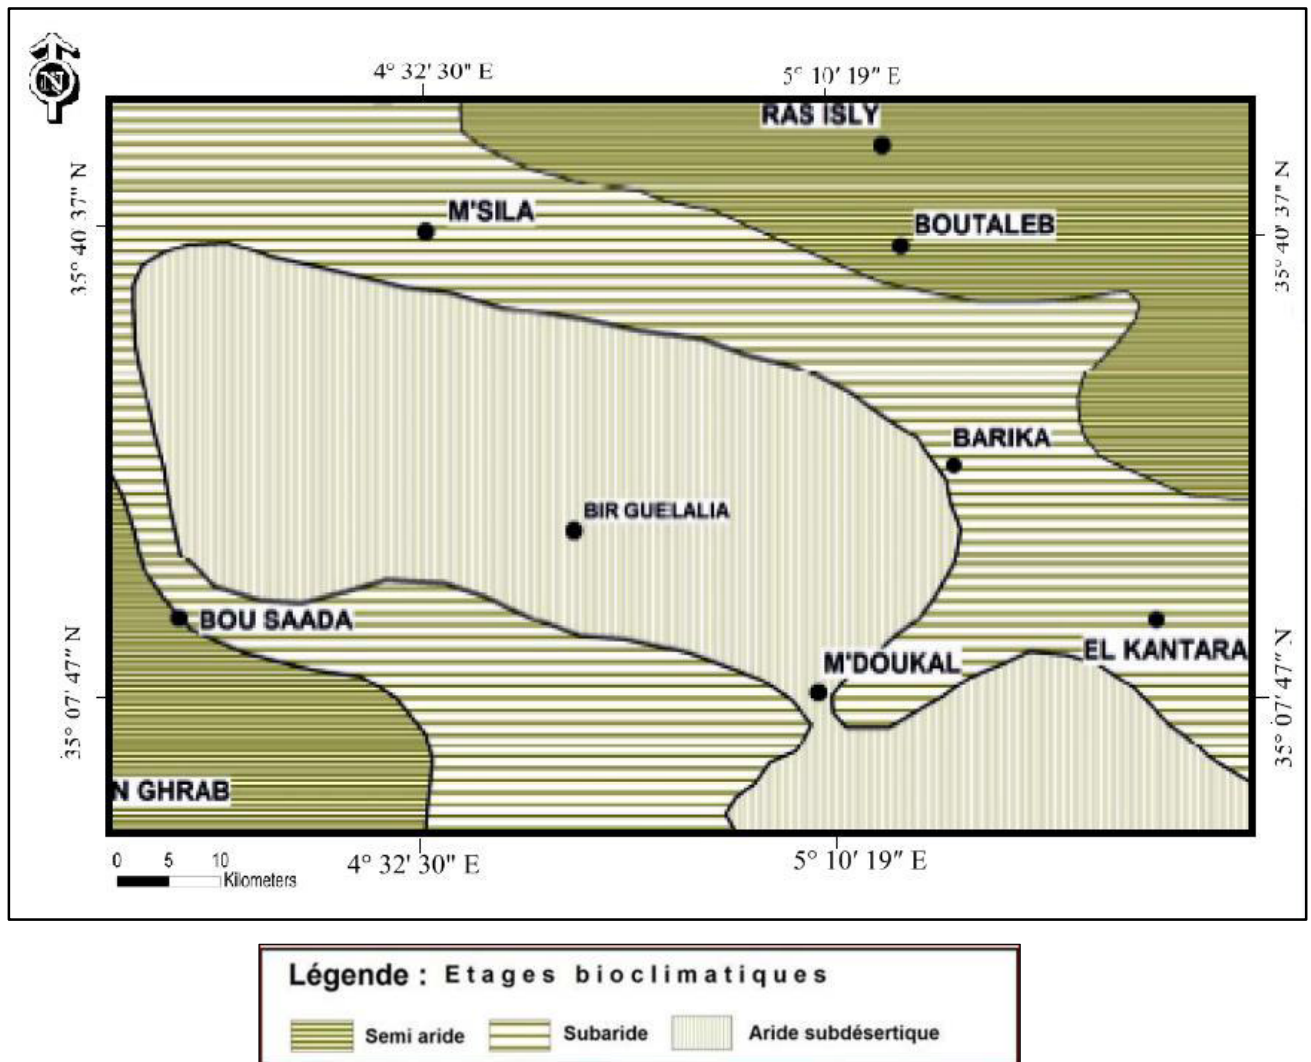 N
4° 32' 30" E
5° 10' 19" E
RAS ISLY
35° 40' 37" N
35° 40' 37" N
M'SILA
BOUTALEB
BARIKA
BIR GUELALIA
BOU SAADA
EL KANTARA
M'DOUKAL
35° 07' 47" N
35° 07' 47" N
N GHRAB
0 5 10
Kilometers
4° 32' 30" E
5° 10' 19" E
Légende : Etages bioclimatiques
Semi aride Subaride Aride subdésertique